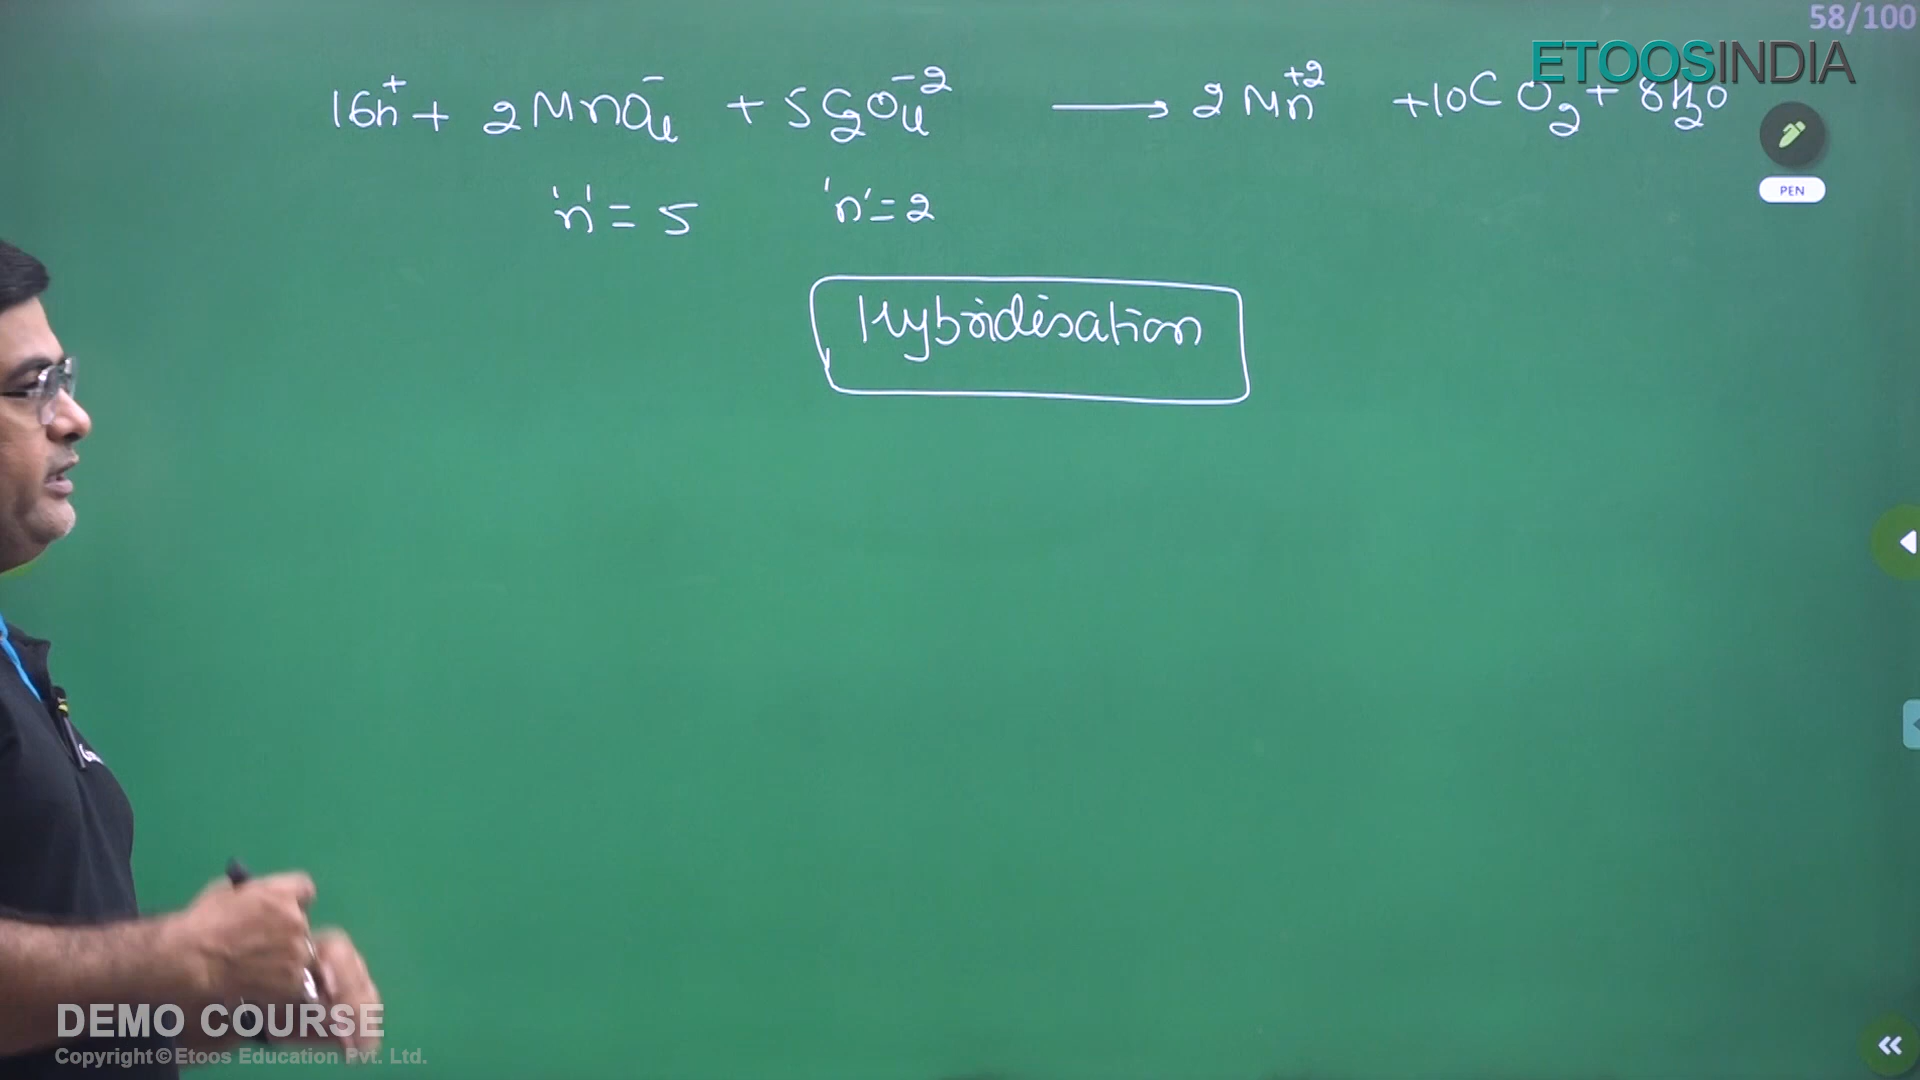 58/100
ETOOSINDIA
16H⁺ + 2MnO₄⁻ + 5C₂O₄⁻² ⟶ 2Mn⁺² + 10CO₂ + 8H₂O
PEN
'n' = 5 'n' = 2
Hybridisation
DEMO COURSE
Copyright © Etoos Education Pvt. Ltd.